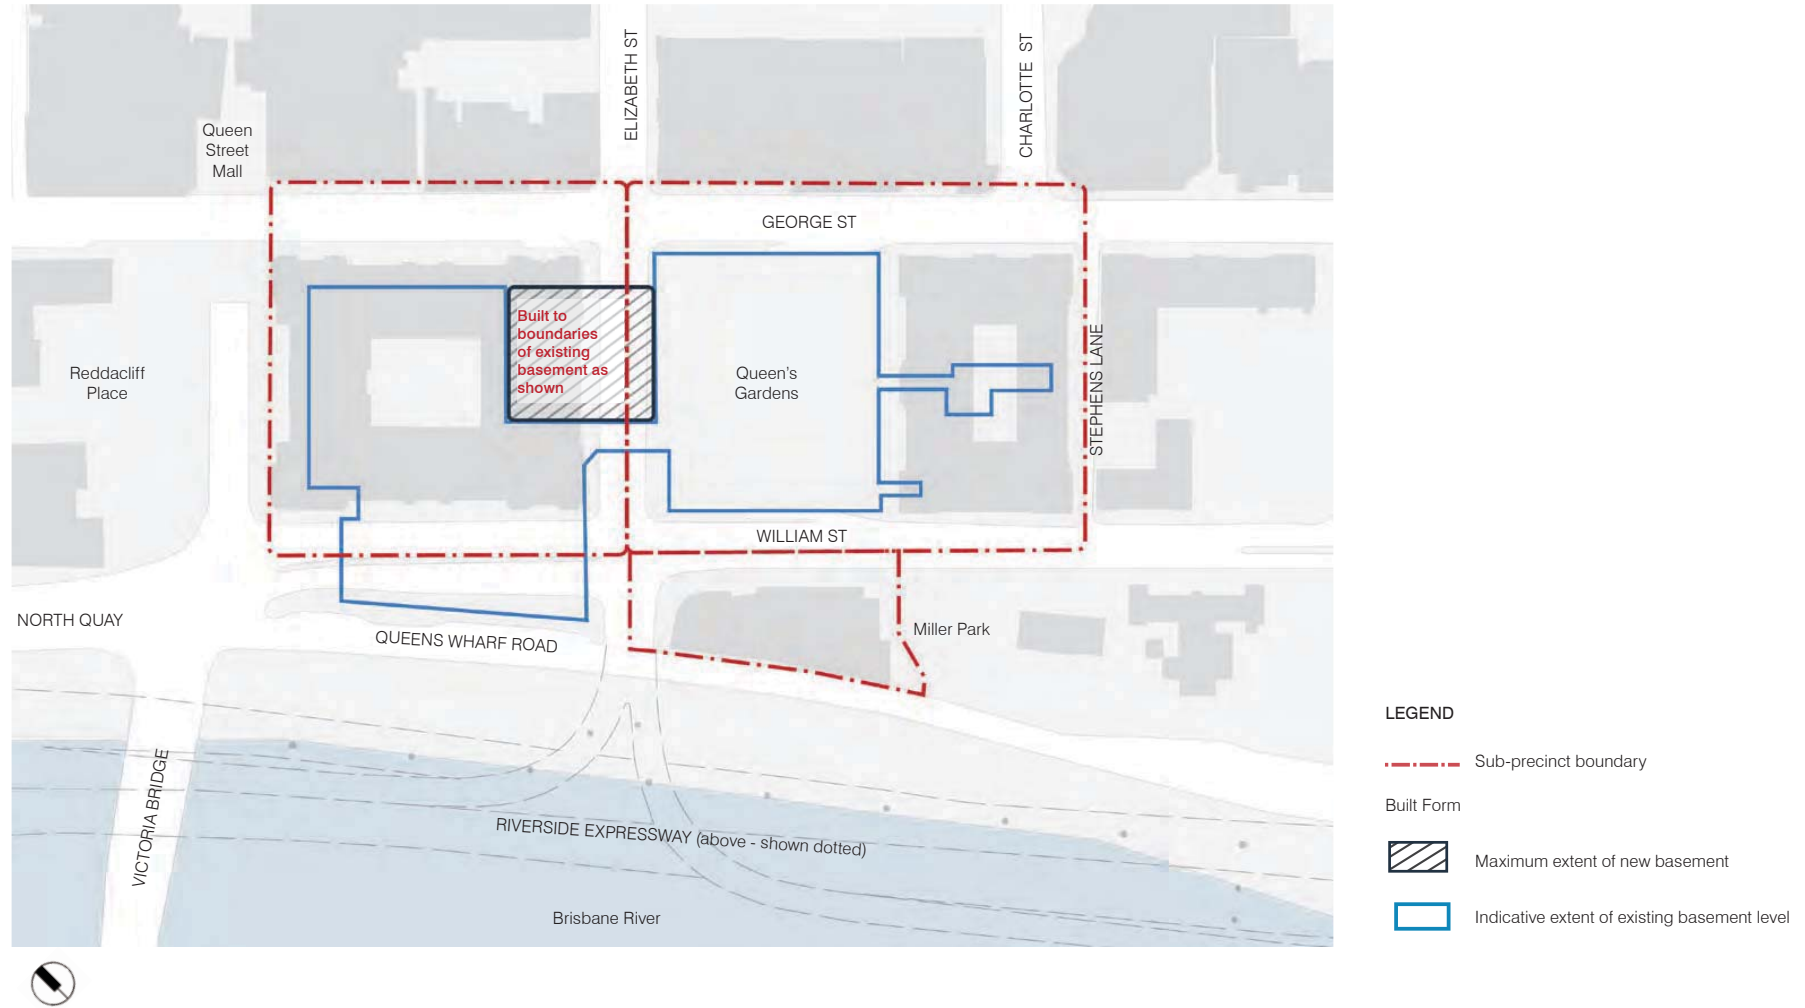 ELIZABETH ST
CHARLOTTE ST
Queen
Street
Mall
GEORGE ST
Built to
boundaries
of existing
basement as
shown
Reddacliff
Place
Queen's
Gardens
STEPHENS LANE
WILLIAM ST
NORTH QUAY
QUEENS WHARF ROAD
Miller Park
VICTORIA BRIDGE
RIVERSIDE EXPRESSWAY (above - shown dotted)
Brisbane River
LEGEND
Sub-precinct boundary
Built Form
Maximum extent of new basement
Indicative extent of existing basement level